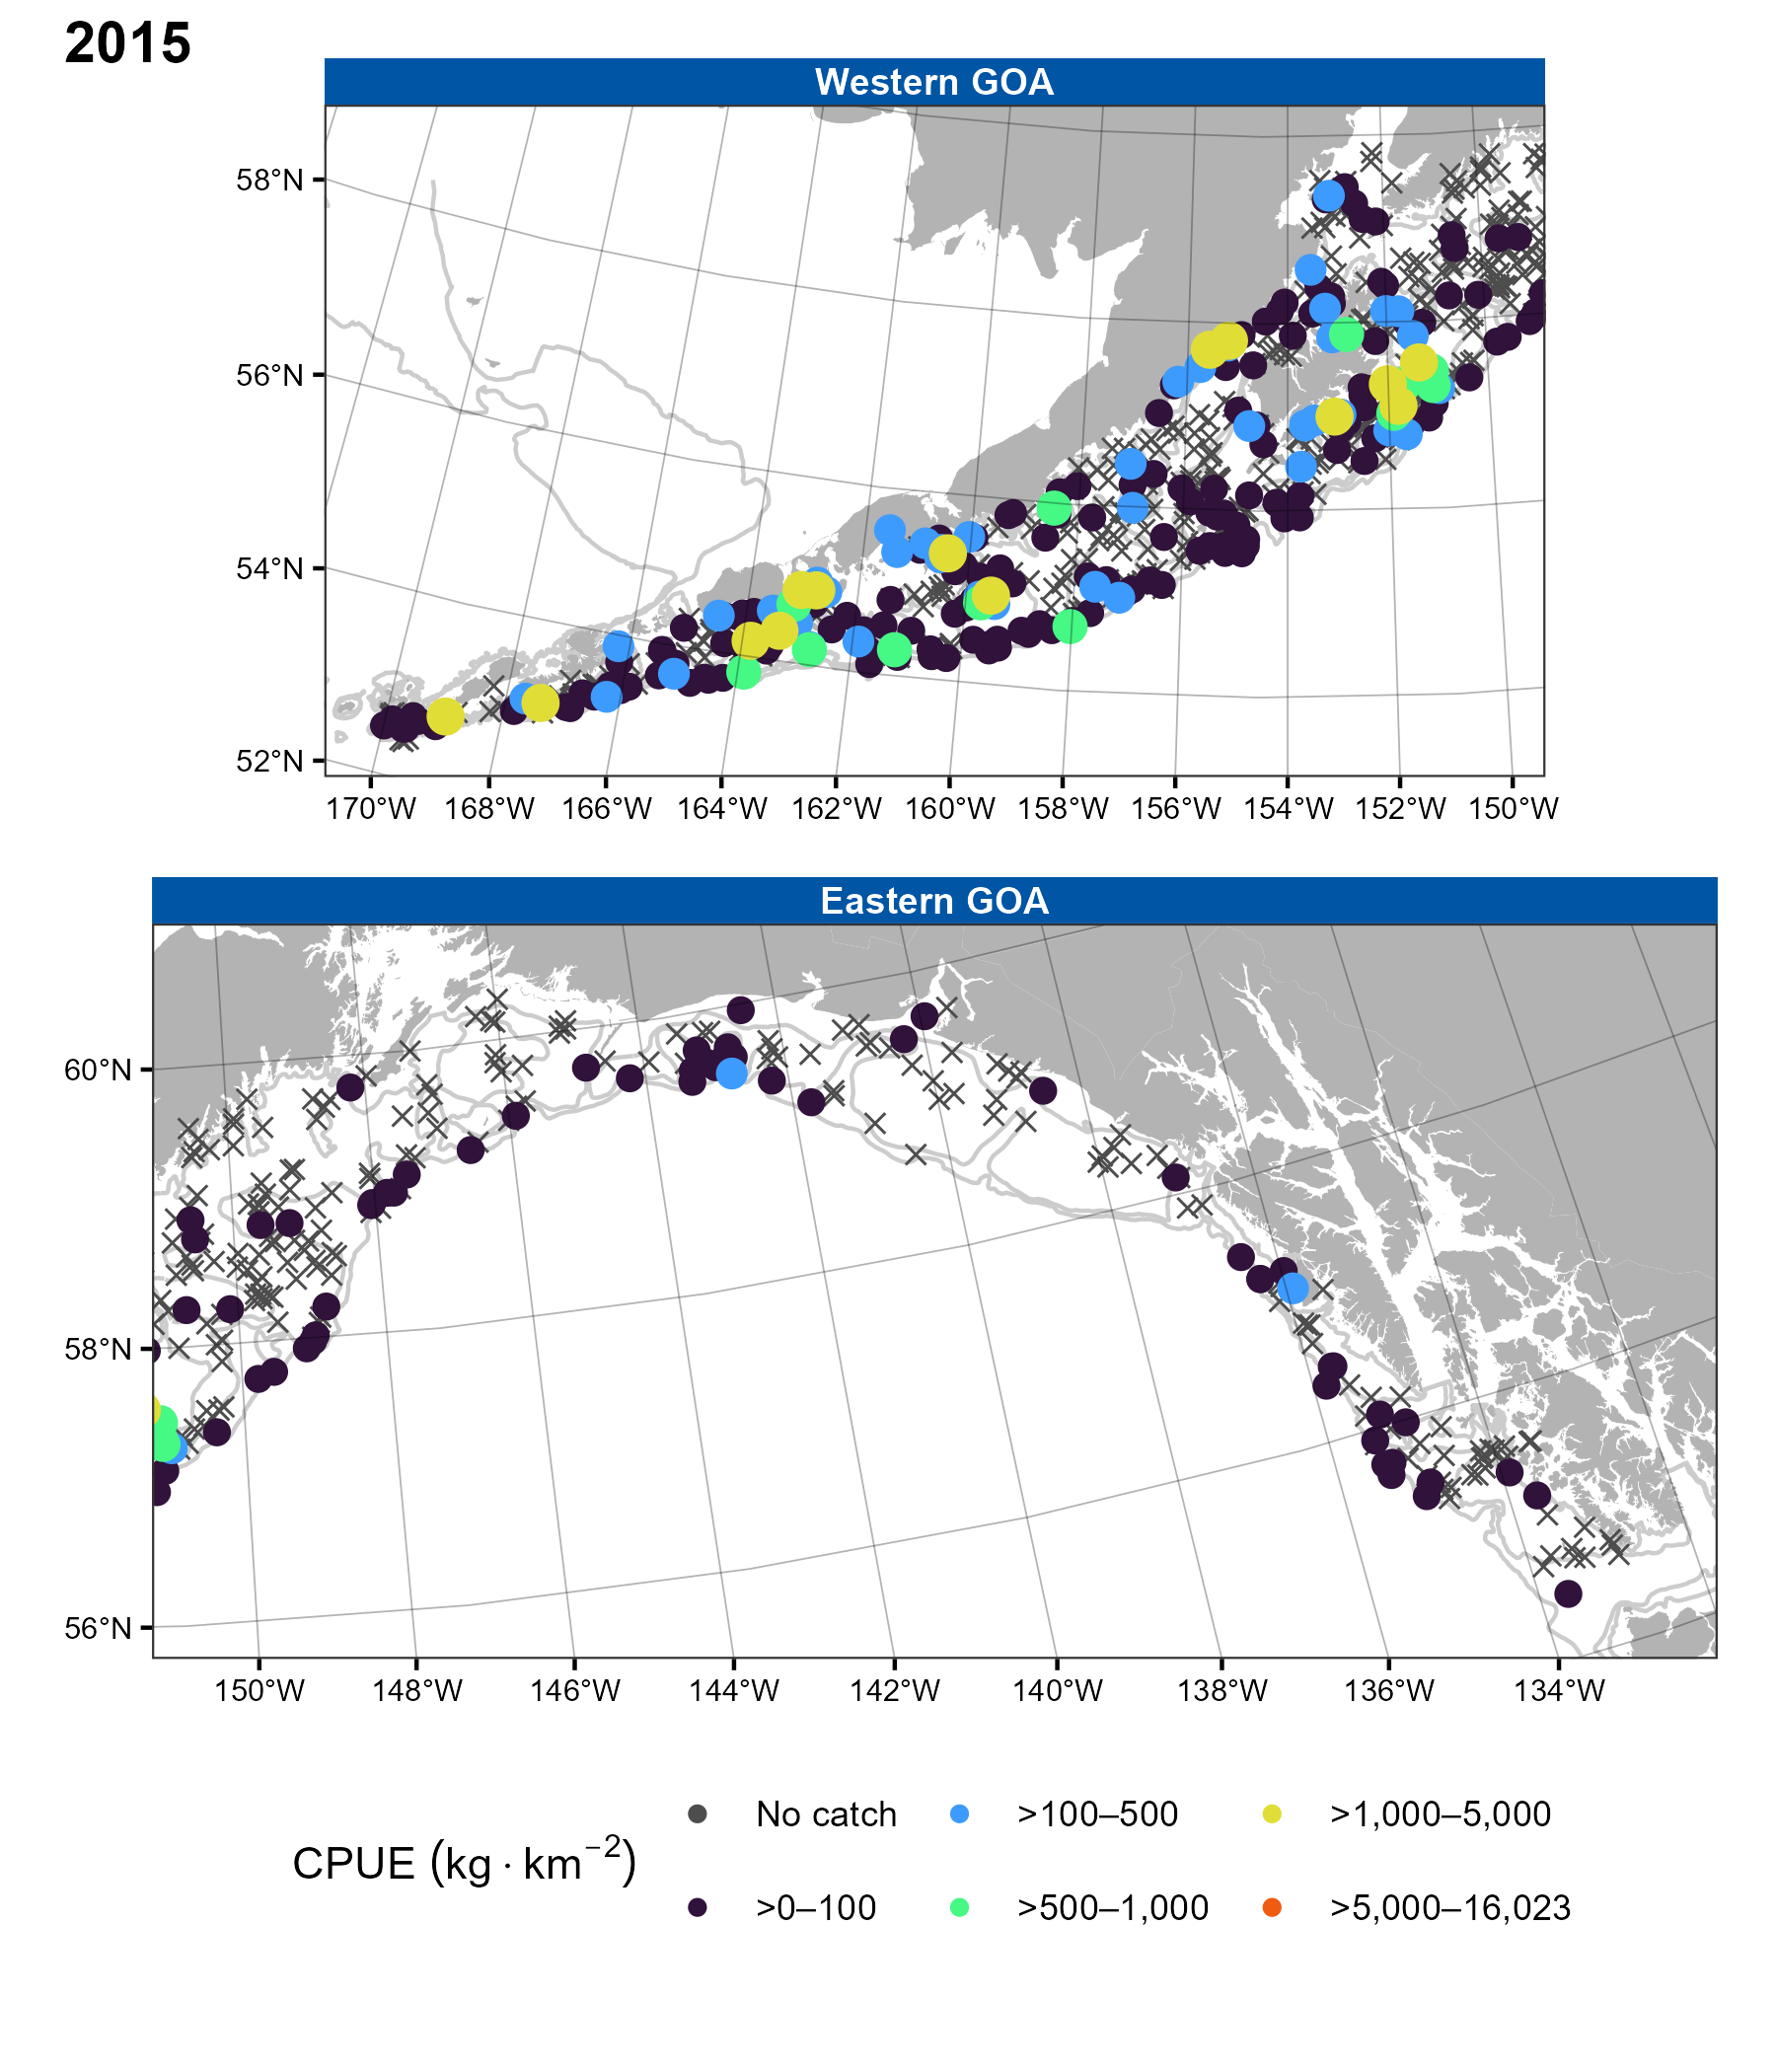 2015
Western GOA
58°N
56°N
54°N
52°N
170°W 168°W 166°W 164°W 162°W 160°W 158°W 156°W 154°W 152°W 150°W
Eastern GOA
60°N
58°N
56°N
150°W 148°W 146°W 144°W 142°W 140°W 138°W 136°W 134°W
CPUE (kg · km⁻²)
No catch >100–500 >1,000–5,000
>0–100 >500–1,000 >5,000–16,023